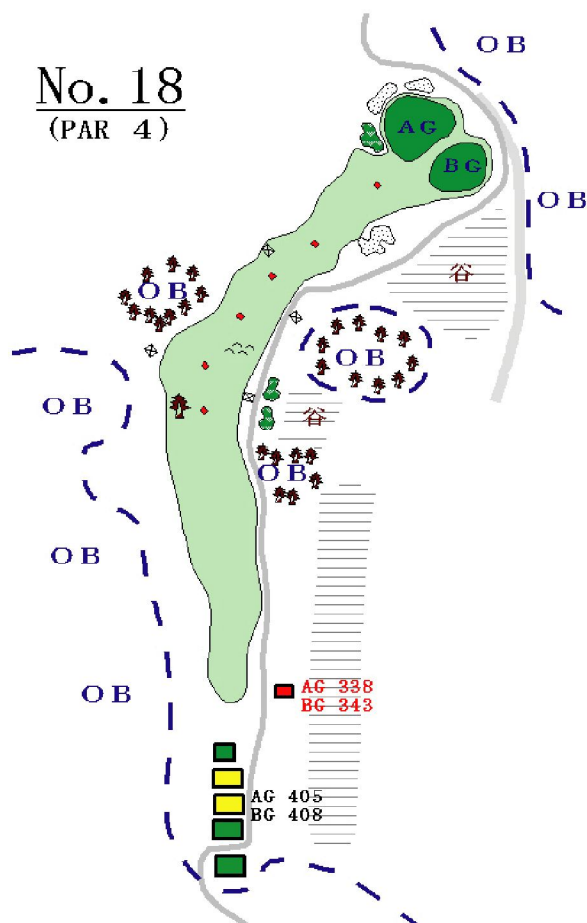 OB
No. 18
(PAR 4)
AG
BG
OB
谷
OB
OB
OB
谷
OB
OB
OB
AG 338
BG 343
AG 405
BG 408